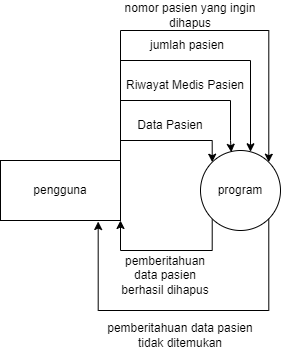 nomor pasien yang ingin
dihapus
jumlah pasien
Riwayat Medis Pasien
Data Pasien
pengguna
program
pemberitahuan
data pasien
berhasil dihapus
pemberitahuan data pasien
tidak ditemukan